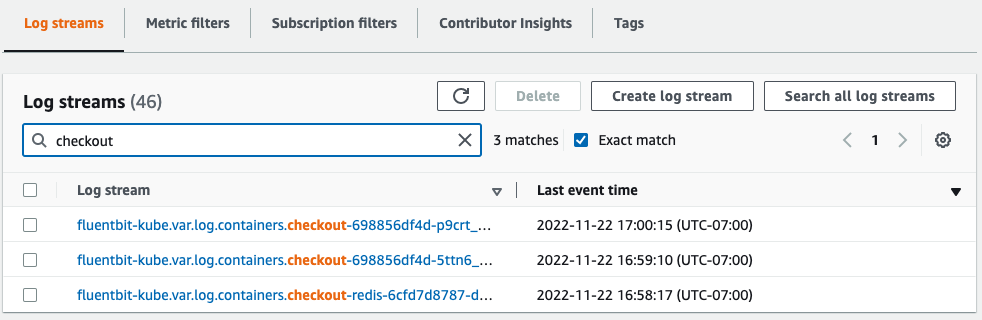 Log streams Metric filters Subscription filters Contributor Insights Tags
Log streams (46) Delete Create log stream Search all log streams
checkout 3 matches Exact match 1
Log stream Last event time
fluentbit-kube.var.log.containers.checkout-698856df4d-p9crt_... 2022-11-22 17:00:15 (UTC-07:00)
fluentbit-kube.var.log.containers.checkout-698856df4d-5ttn6_... 2022-11-22 16:59:10 (UTC-07:00)
fluentbit-kube.var.log.containers.checkout-redis-6cfd7d8787-d... 2022-11-22 16:58:17 (UTC-07:00)